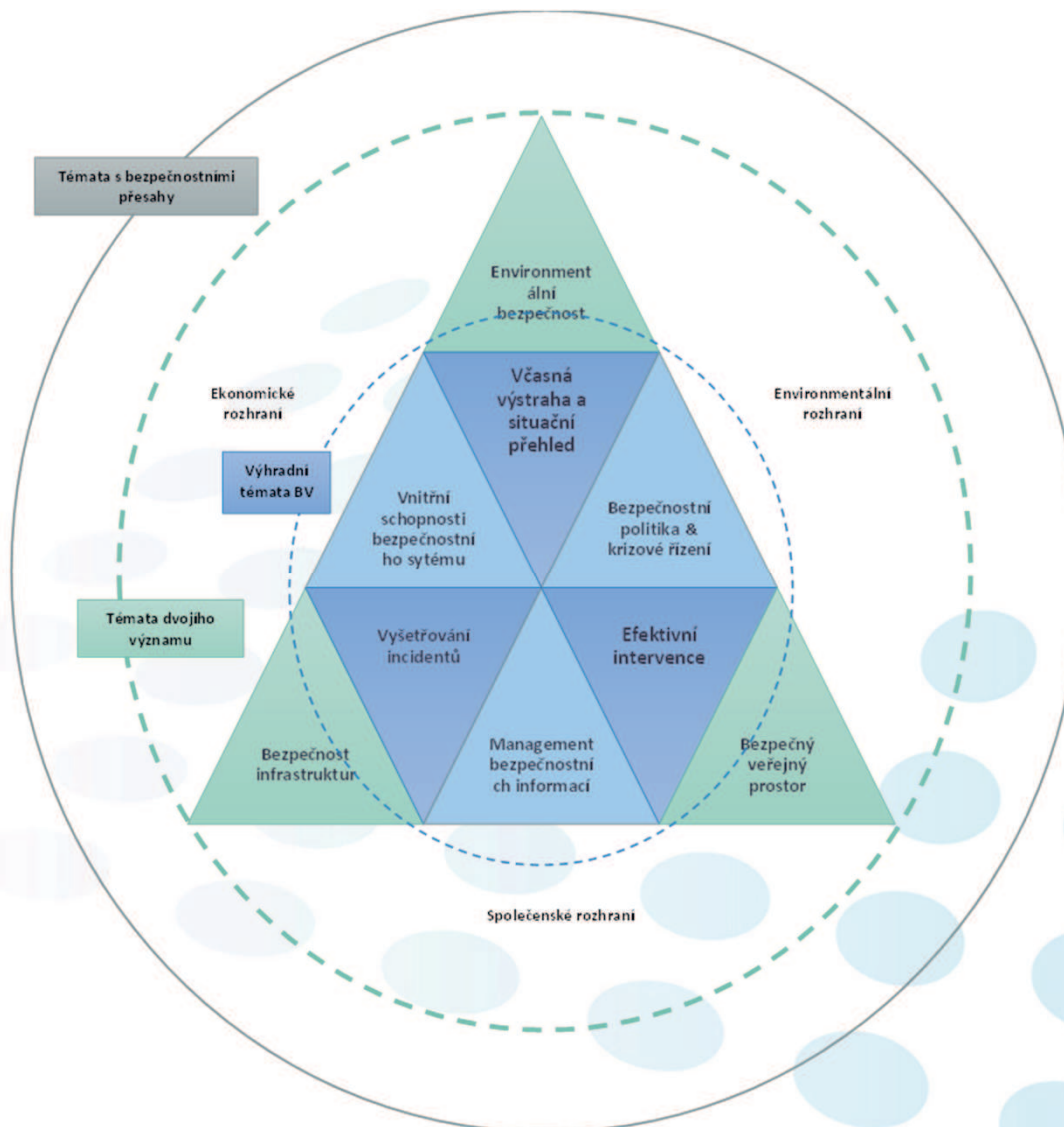 Témata s bezpečnostními
přesahy
Environment
ální
bezpečnost
Včasná
výstraha a
situační
přehled
Ekonomické
rozhraní
Environmentální
rozhraní
Výhradní
témata BV
Vnitřní
schopnosti
bezpečnostní
ho sytému
Bezpečnostní
politika &
krizové řízení
Témata dvojího
významu
Vyšetřování
incidentů
Efektivní
intervence
Bezpečnost
infrastruktur
Management
bezpečnostní
ch informací
Bezpečný
veřejný
prostor
Společenské rozhraní